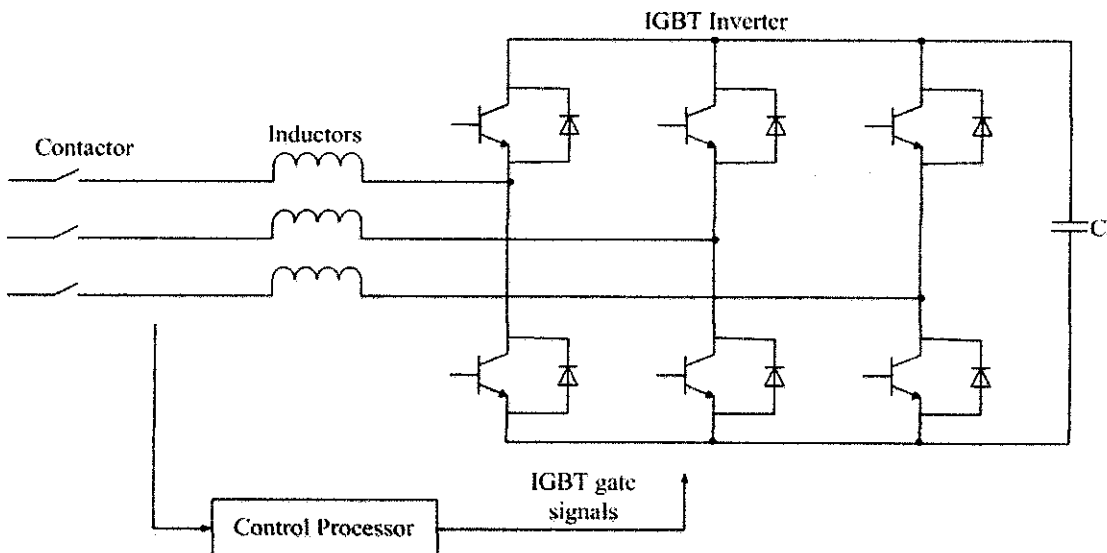 IGBT Inverter
Inductors
Contactor
C
IGBT gate
signals
Control Processor